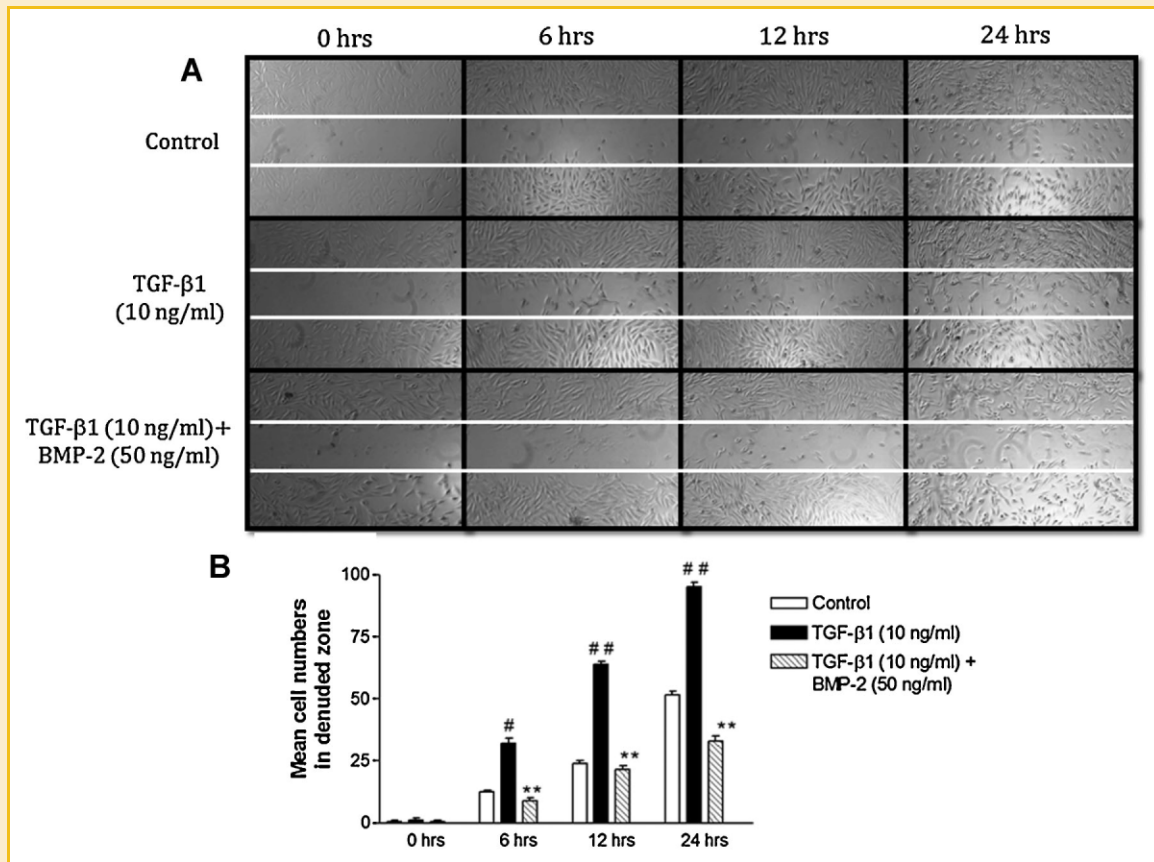 0 hrs 6 hrs 12 hrs 24 hrs
A
Control
TGF-β1
(10 ng/ml)
TGF-β1 (10 ng/ml)+
BMP-2 (50 ng/ml)
B
Mean cell numbers
in denuded zone
100
75
50
25
0
#
**
# #
**
# #
**
0 hrs 6 hrs 12 hrs 24 hrs
Control
TGF-β1 (10 ng/ml)
TGF-β1 (10 ng/ml) +
BMP-2 (50 ng/ml)